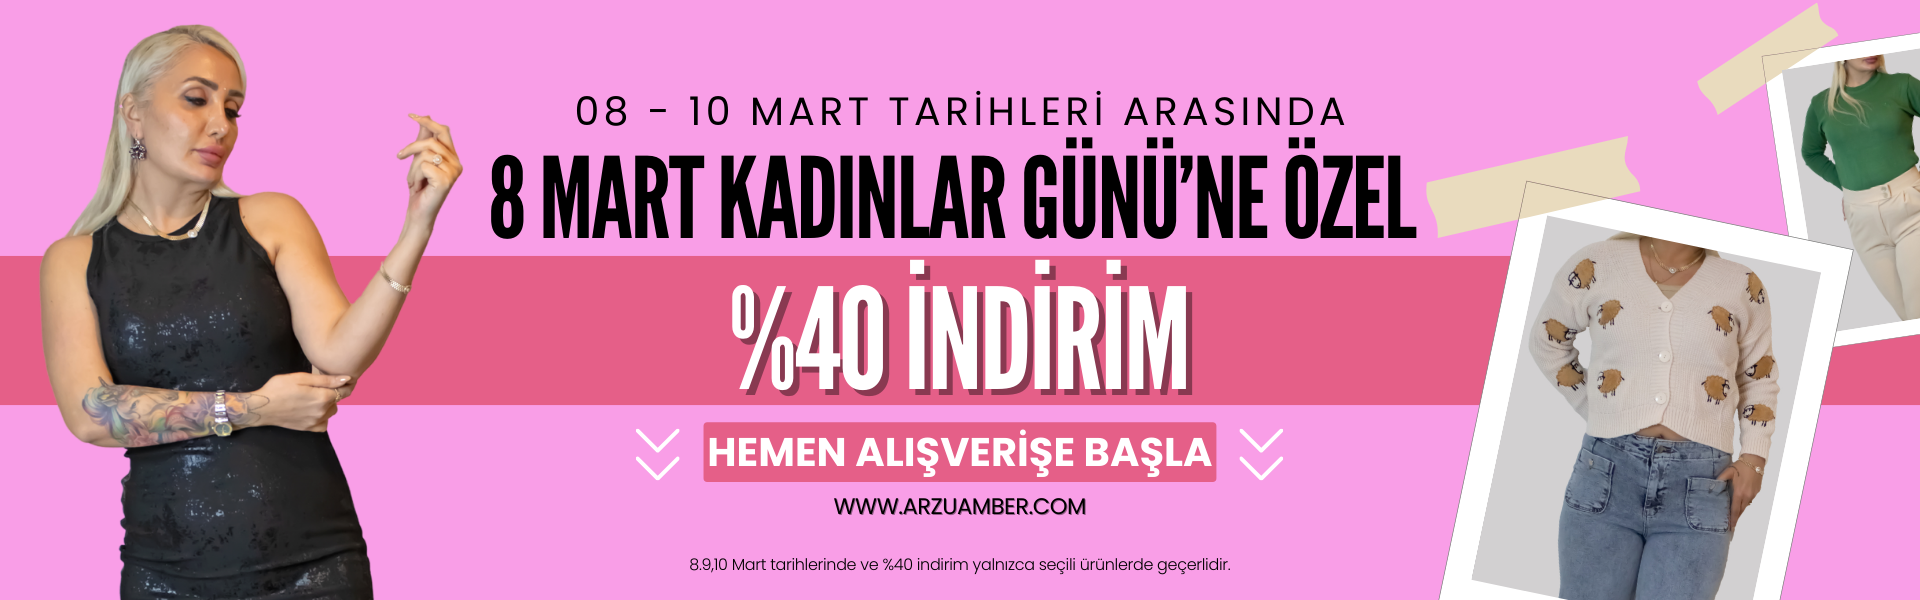 08 - 10 MART TARİHLERİ ARASINDA
8 MART KADINLAR GÜNÜ'NE ÖZEL
%40 İNDİRİM
HEMEN ALIŞVERİŞE BAŞLA
WWW.ARZUAMBER.COM
8.9,10 Mart tarihlerinde ve %40 indirim yalnızca seçili ürünlerde geçerlidir.